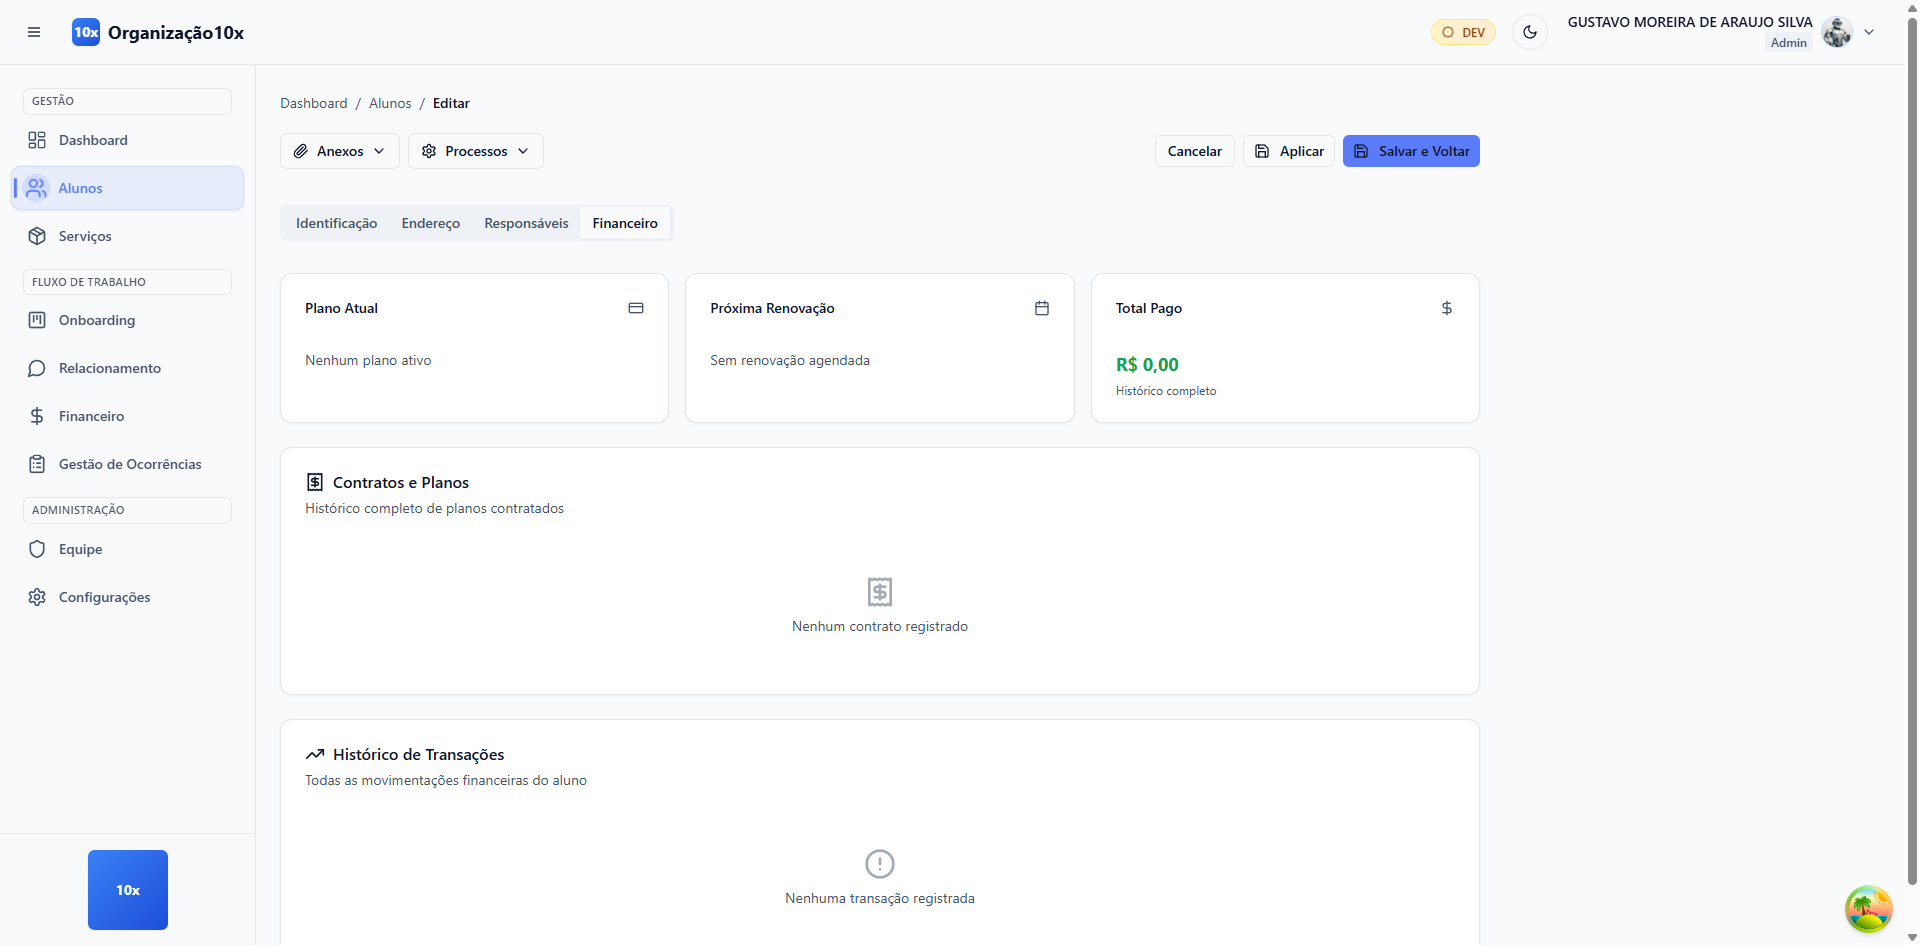 10x Organização10x
DEV
GUSTAVO MOREIRA DE ARAUJO SILVA
Admin
GESTÃO
Dashboard
Alunos
Serviços
FLUXO DE TRABALHO
Onboarding
Relacionamento
Financeiro
Gestão de Ocorrências
ADMINISTRAÇÃO
Equipe
Configurações
10x
Dashboard / Alunos / Editar
Anexos Processos
Cancelar Aplicar Salvar e Voltar
Identificação Endereço Responsáveis Financeiro
Plano Atual
Nenhum plano ativo
Próxima Renovação
Sem renovação agendada
Total Pago
R$ 0,00
Histórico completo
Contratos e Planos
Histórico completo de planos contratados
Nenhum contrato registrado
Histórico de Transações
Todas as movimentações financeiras do aluno
Nenhuma transação registrada